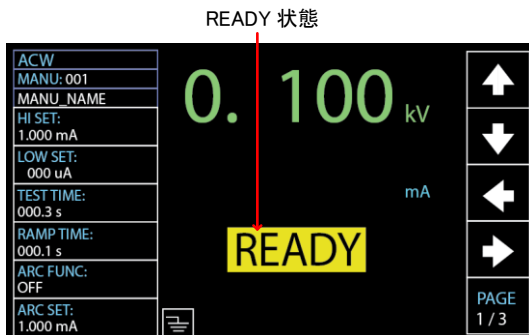 READY 状態
ACW
MANU: 001
MANU_NAME
HI SET:
1.000 mA
LOW SET:
000 uA
TEST TIME:
000.3 s
RAMP TIME:
000.1 s
ARC FUNC:
OFF
ARC SET:
1.000 mA
0. 100 kV
mA
READY
PAGE
1 / 3